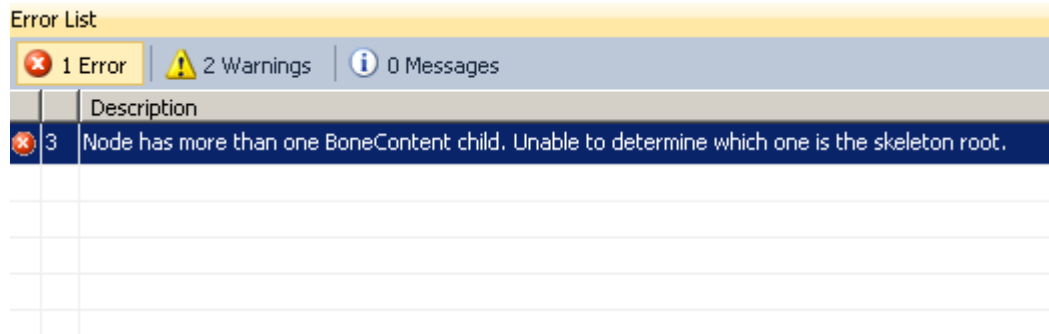 Error List
1 Error 2 Warnings 0 Messages
Description
3 Node has more than one BoneContent child. Unable to determine which one is the skeleton root.